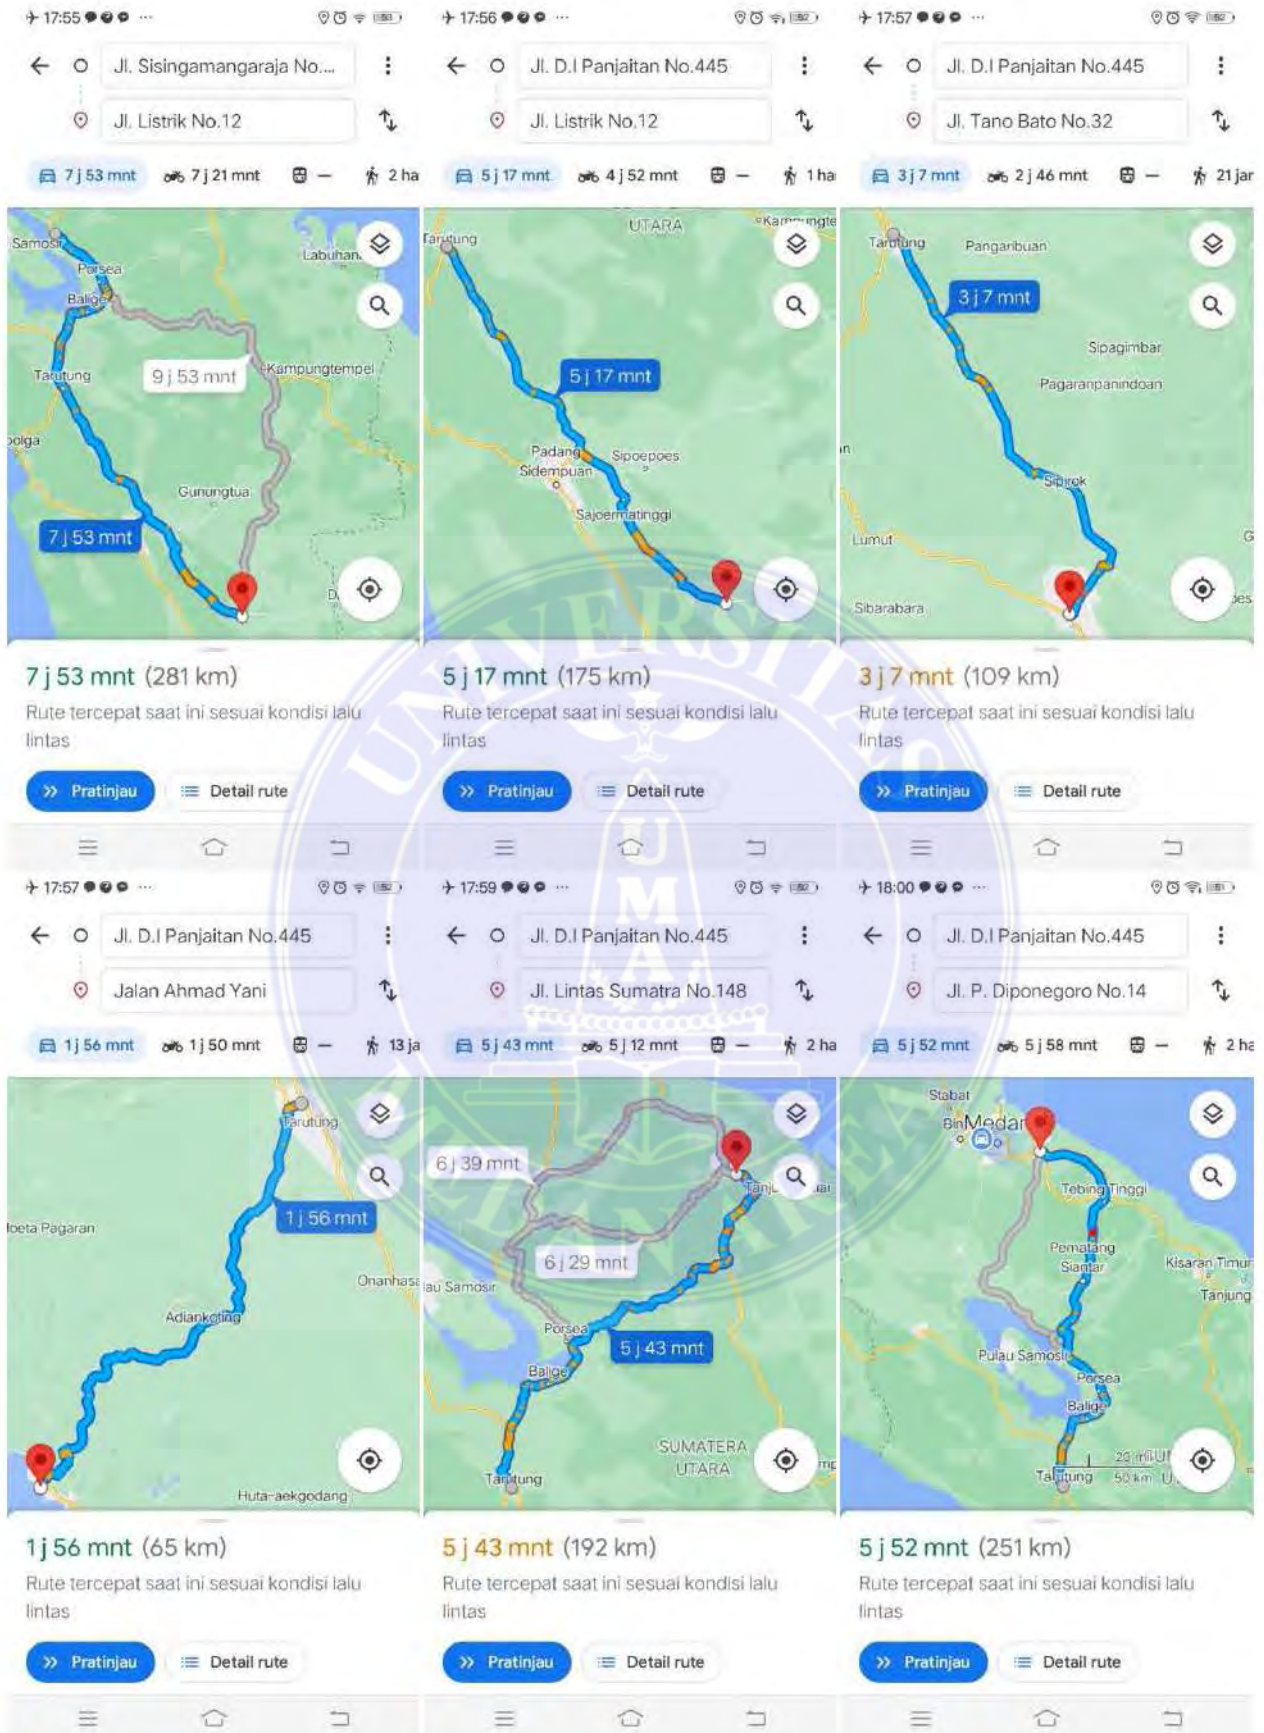 17:55
Jl. Sisingamangaraja No....
Jl. Listrik No.12
7 j 53 mnt 7 j 21 mnt — 2 ha
Samosir
Porsea
Balige
Labuhan
9 j 53 mnt
Kampungtempel
Tarutung
olga
Gunungtua
7 j 53 mnt
7 j 53 mnt (281 km)
Rute tercepat saat ini sesuai kondisi lalu
lintas
Pratinjau Detail rute
17:56
Jl. D.I Panjaitan No.445
Jl. Listrik No.12
5 j 17 mnt 4 j 52 mnt — 1 ha
UTARA
Kampungte
Tarutung
5 j 17 mnt
Padang
Sidempuan
Sipoepoes
Sajoermatinggi
5 j 17 mnt (175 km)
Rute tercepat saat ini sesuai kondisi lalu
lintas
Pratinjau Detail rute
17:57
Jl. D.I Panjaitan No.445
Jl. Tano Bato No.32
3 j 7 mnt 2 j 46 mnt — 21 jar
Tarutung
Pangaribuan
3 j 7 mnt
Sipagimbar
Pagaranpanindoan
Sipirok
Lumut
Sibarabara
3 j 7 mnt (109 km)
Rute tercepat saat ini sesuai kondisi lalu
lintas
Pratinjau Detail rute
17:57
Jl. D.I Panjaitan No.445
Jalan Ahmad Yani
1 j 56 mnt 1 j 50 mnt — 13 ja
Tarutung
1 j 56 mnt
loeta Pagaran
Onanhasa
Adiankoting
Huta-aekgodang
1 j 56 mnt (65 km)
Rute tercepat saat ini sesuai kondisi lalu
lintas
Pratinjau Detail rute
17:59
Jl. D.I Panjaitan No.445
Jl. Lintas Sumatra No.148
5 j 43 mnt 5 j 12 mnt — 2 ha
6 j 39 mnt
6 j 29 mnt
au Samosir
Porsea
5 j 43 mnt
Balige
SUMATERA
UTARA
Tarutung
5 j 43 mnt (192 km)
Rute tercepat saat ini sesuai kondisi lalu
lintas
Pratinjau Detail rute
18:00
Jl. D.I Panjaitan No.445
Jl. P. Diponegoro No.14
5 j 52 mnt 5 j 58 mnt — 2 ha
Stabat
Bin
Medan
Tebing Tinggi
Pematang
Siantar
Kisaran Timur
Tanjung
Pulau Samosir
Porsea
Balige
20 mi
50 km
Tarutung
5 j 52 mnt (251 km)
Rute tercepat saat ini sesuai kondisi lalu
lintas
Pratinjau Detail rute
UNIVERSITAS
MEDAN AREA
UMA